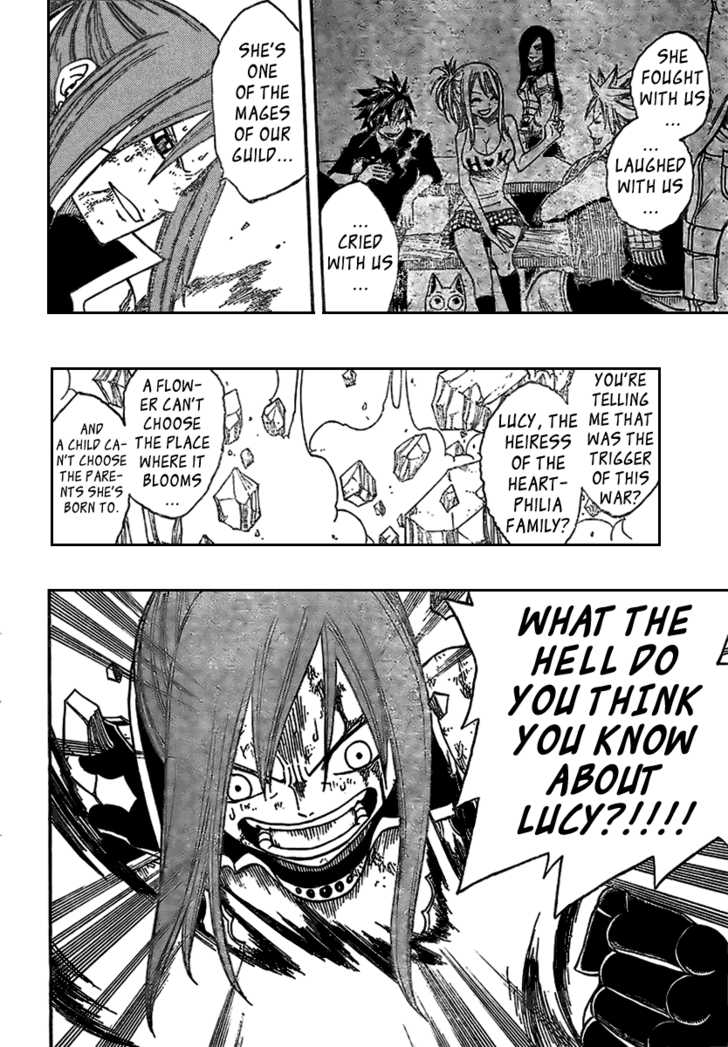 SHE
FOUGHT
WITH US
...
LAUGHED
WITH US
...
...
CRIED
WITH US
SHE'S
ONE
OF THE
MAGES
OF OUR
GUILD...
YOU'RE
TELLING
ME THAT
WAS THE
TRIGGER
OF THIS
WAR?
LUCY, THE
HEIRESS
OF THE
HEART-
PHILIA
FAMILY?
A FLOW-
ER CAN'T
CHOOSE
THE PLACE
WHERE IT
BLOOMS
...
AND
A CHILD CA-
N'T CHOOSE
THE PARE-
NTS SHE'S
BORN TO.
WHAT THE
HELL DO
YOU THINK
YOU KNOW
ABOUT
LUCY?!!!!